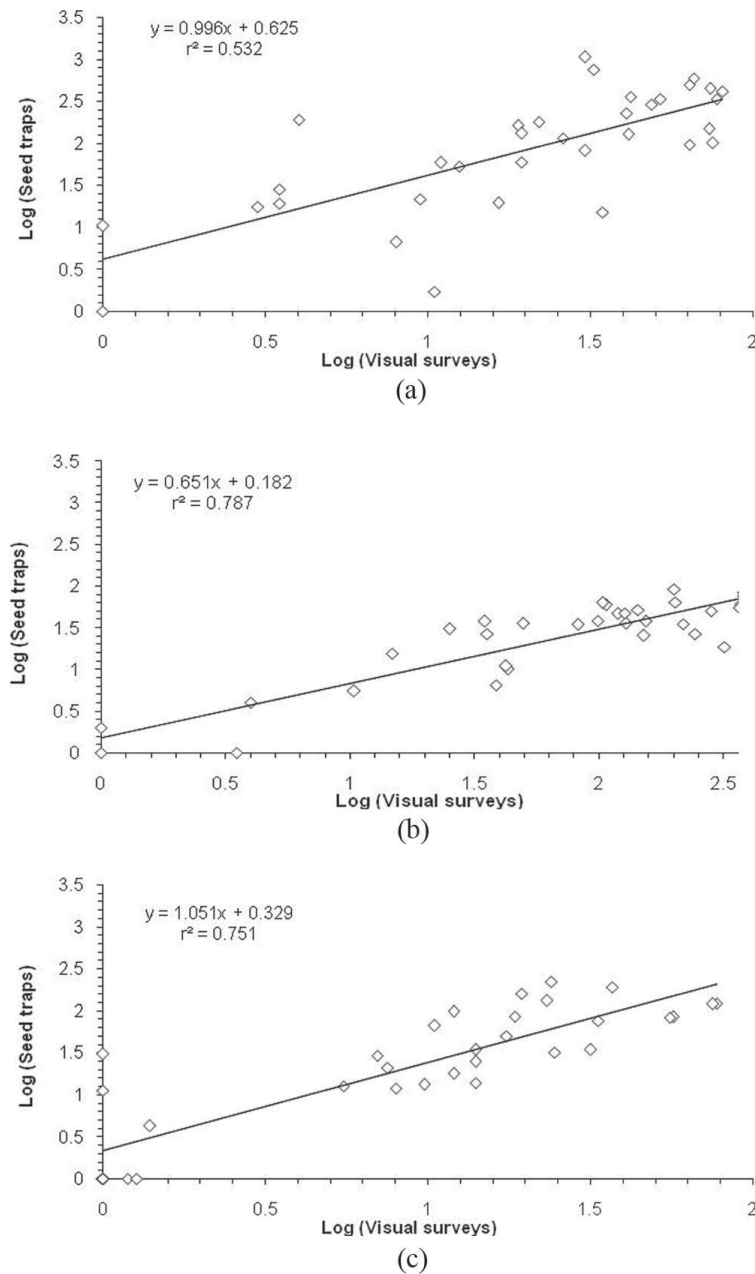 y = 0.996x + 0.625
r² = 0.532
3.5
3
2.5
2
1.5
1
0.5
0
Log (Seed traps)
0 0.5 1 1.5 2
Log (Visual surveys)
(a)
y = 0.651x + 0.182
r² = 0.787
3.5
3
2.5
2
1.5
1
0.5
0
Log (Seed traps)
0 0.5 1 1.5 2 2.5
Log (Visual surveys)
(b)
y = 1.051x + 0.329
r² = 0.751
3.5
3
2.5
2
1.5
1
0.5
0
Log (Seed traps)
0 0.5 1 1.5 2
Log (Visual surveys)
(c)